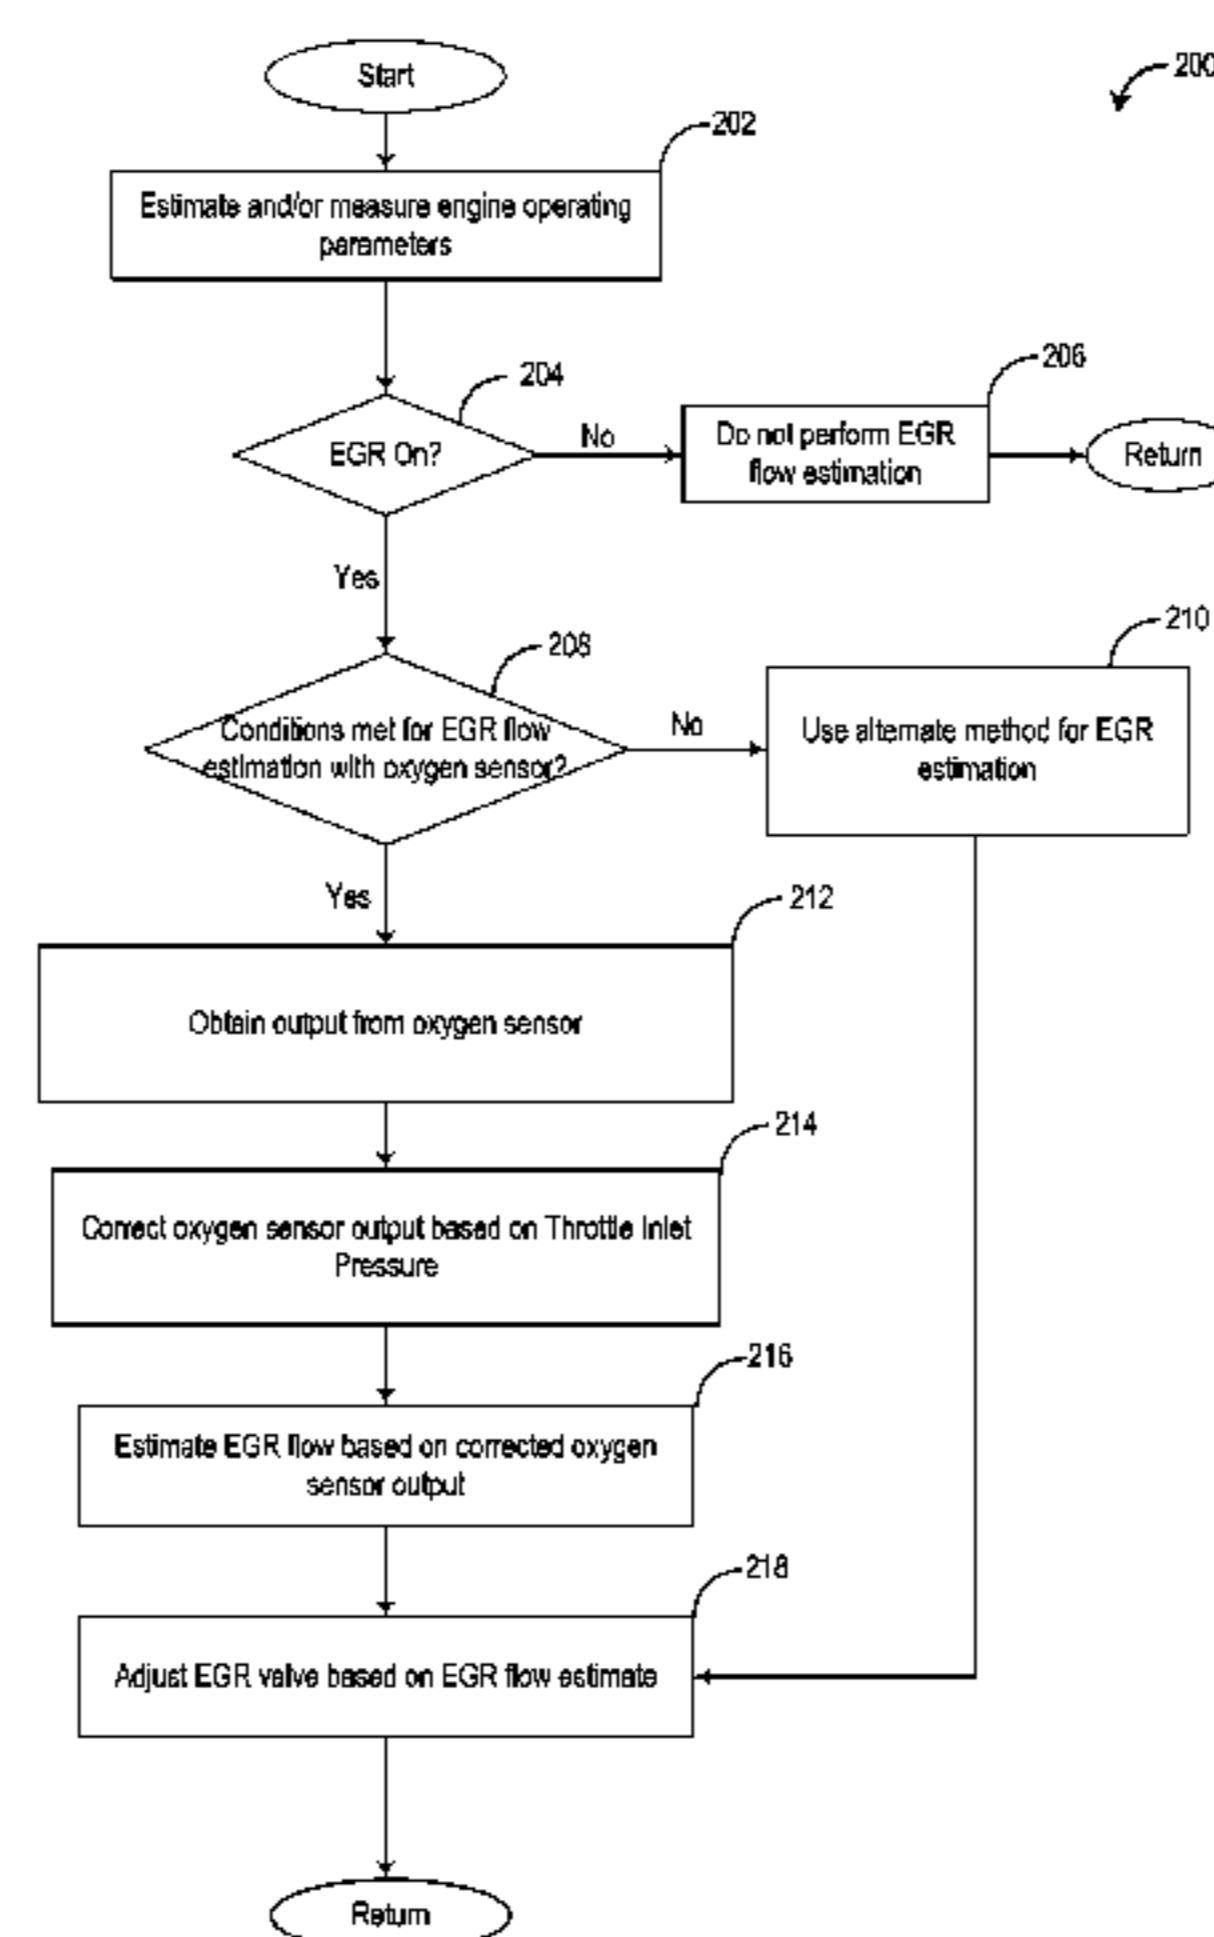 Start
200
202
Estimate and/or measure engine operating
parameters
204
206
EGR On?
No
Do not perform EGR
flow estimation
Return
Yes
208
210
Conditions met for EGR flow
estimation with oxygen sensor?
No
Use alternate method for EGR
estimation
Yes
212
Obtain output from oxygen sensor
214
Correct oxygen sensor output based on Throttle Inlet
Pressure
216
Estimate EGR flow based on corrected oxygen
sensor output
218
Adjust EGR valve based on EGR flow estimate
Return